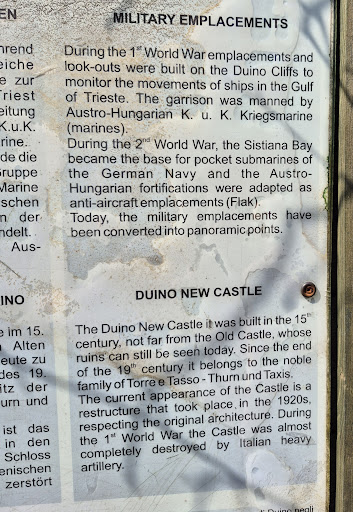 EN
hrend
eiche
e zur
Triest
eitung
K.u.K.
rine.
de die
Gruppe
Marine
schen
n der
ndelt.
Aus-
MILITARY EMPLACEMENTS
During the 1st World War emplacements and
look-outs were built on the Duino Cliffs to
monitor the movements of ships in the Gulf
of Trieste. The garrison was manned by
Austro-Hungarian K. u. K. Kriegsmarine
(marines).
During the 2nd World War, the Sistiana Bay
became the base for pocket submarines of
the German Navy and the Austro-
Hungarian fortifications were adapted as
anti-aircraft emplacements (Flak).
Today, the military emplacements have
been converted into panoramic points.
INO
e im 15.
Alten
eute zu
des 19.
itz der
urn und
ist das
in den
Schloss
enischen
zerstört
DUINO NEW CASTLE
The Duino New Castle it was built in the 15th
century, not far from the Old Castle, whose
ruins can still be seen today. Since the end
of the 19th century it belongs to the noble
family of Torre e Tasso - Thurn und Taxis.
The current appearance of the Castle is a
restructure that took place in the 1920s,
respecting the original architecture. During
the 1st World War the Castle was almost
completely destroyed by Italian heavy
artillery.
di Duino negli